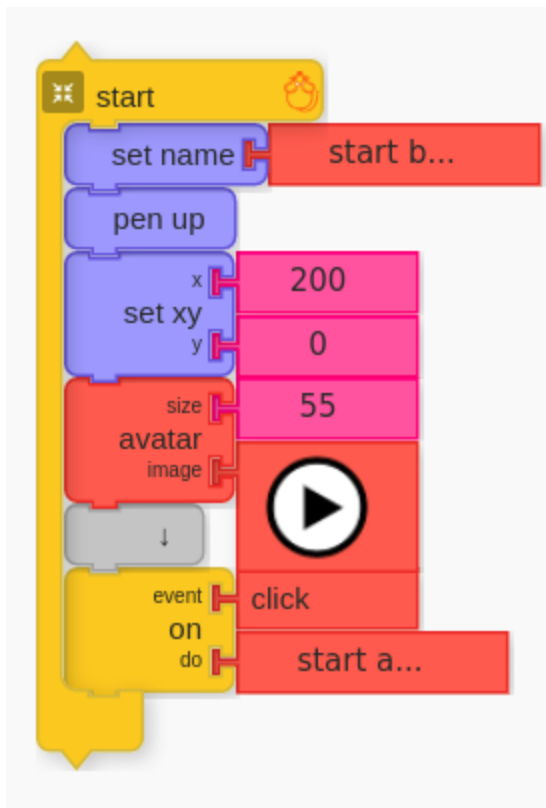 start
set name start b...
pen up
x 200
set xy
y 0
size 55
avatar
image
↓
event click
on
do start a...